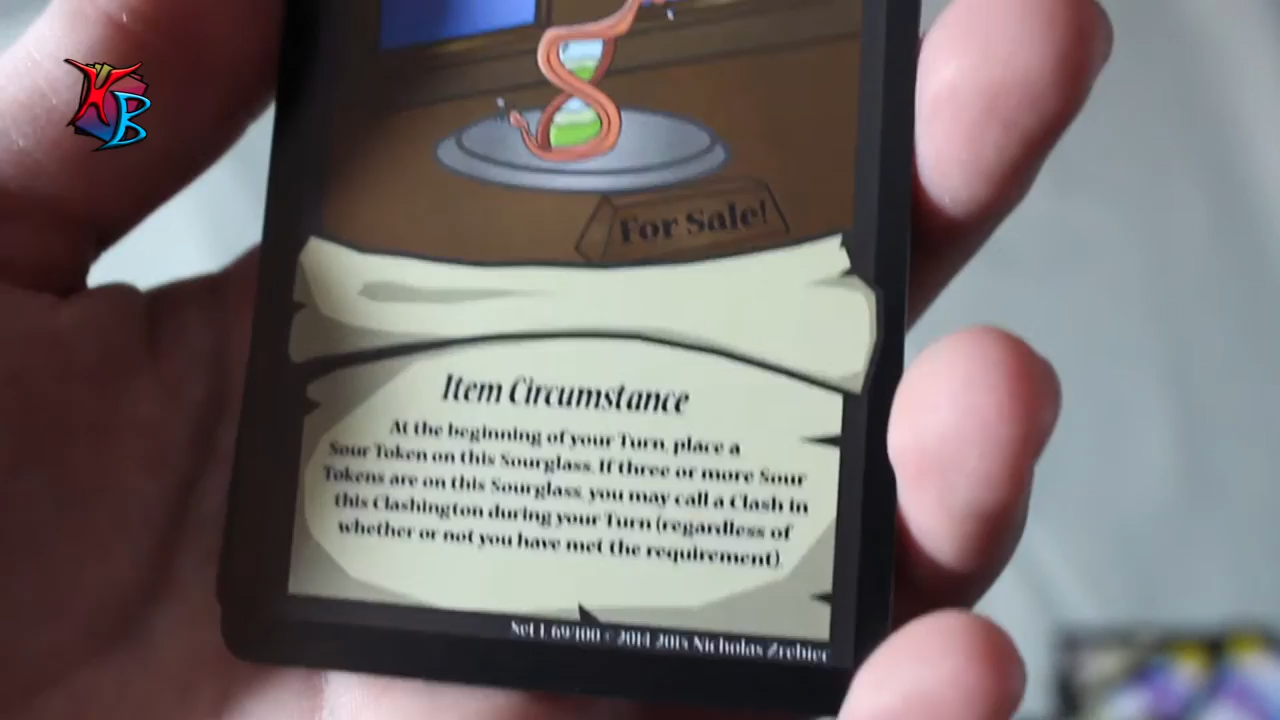 KB
For Sale!
Item Circumstance
At the beginning of your Turn, place a
Sour Token on this Sourglass. If three or more Sour
Tokens are on this Sourglass, you may call a Clash in
this Clashington during your Turn (regardless of
whether or not you have met the requirement).
Set 1 69/100 © 2014-2015 Nicholas Zrebiec